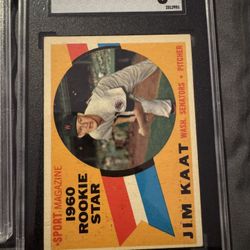 SPORT MAGAZINE
1960
ROOKIE
STAR
JIM KAAT
WASH. SENATORS • PITCHER